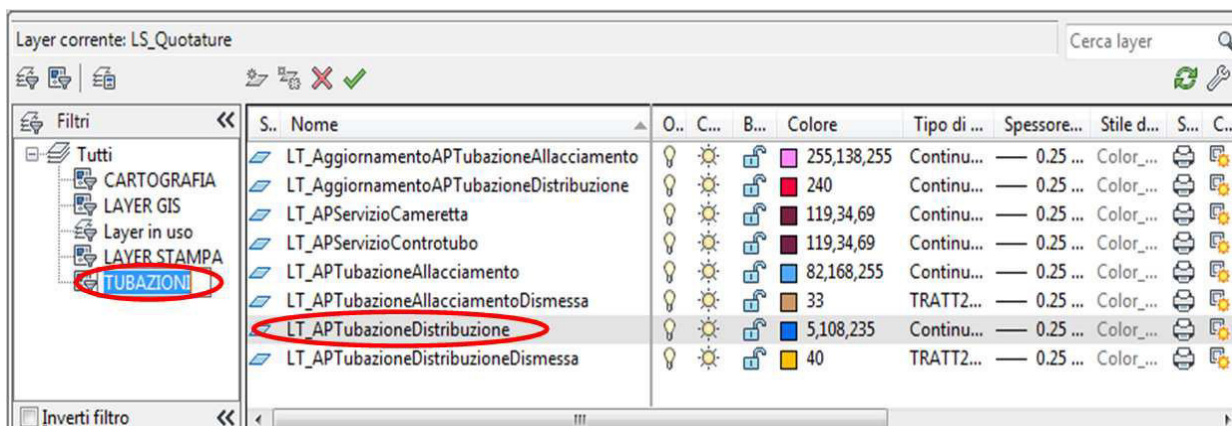 Layer corrente: LS_Quotature
Cerca layer
Filtri
S.. Nome O.. C... B... Colore Tipo di ... Spessore... Stile d... S... C..
Tutti
CARTOGRAFIA
LAYER GIS
Layer in uso
LAYER STAMPA
TUBAZIONI
LT_AggiornamentoAPTubazioneAllacciamento 255,138,255 Continu... 0.25 ... Color_...
LT_AggiornamentoAPTubazioneDistribuzione 240 Continu... 0.25 ... Color_...
LT_APServizioCameretta 119,34,69 Continu... 0.25 ... Color_...
LT_APServizioControtubo 119,34,69 Continu... 0.25 ... Color_...
LT_APTubazioneAllacciamento 82,168,255 Continu... 0.25 ... Color_...
LT_APTubazioneAllacciamentoDismessa 33 TRATT2... 0.25 ... Color_...
LT_APTubazioneDistribuzione 5,108,235 Continu... 0.25 ... Color_...
LT_APTubazioneDistribuzioneDismessa 40 TRATT2... 0.25 ... Color_...
Inverti filtro